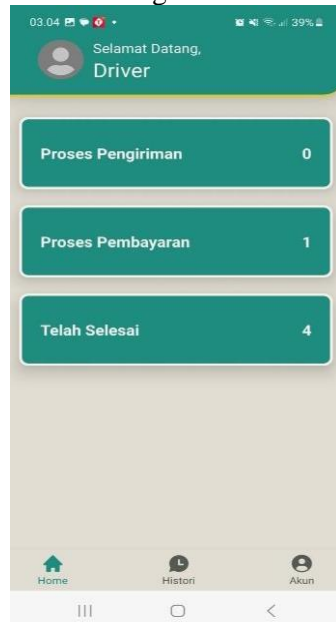 03.04
39%
Selamat Datang,
Driver
Proses Pengiriman 0
Proses Pembayaran 1
Telah Selesai 4
Home Histori Akun